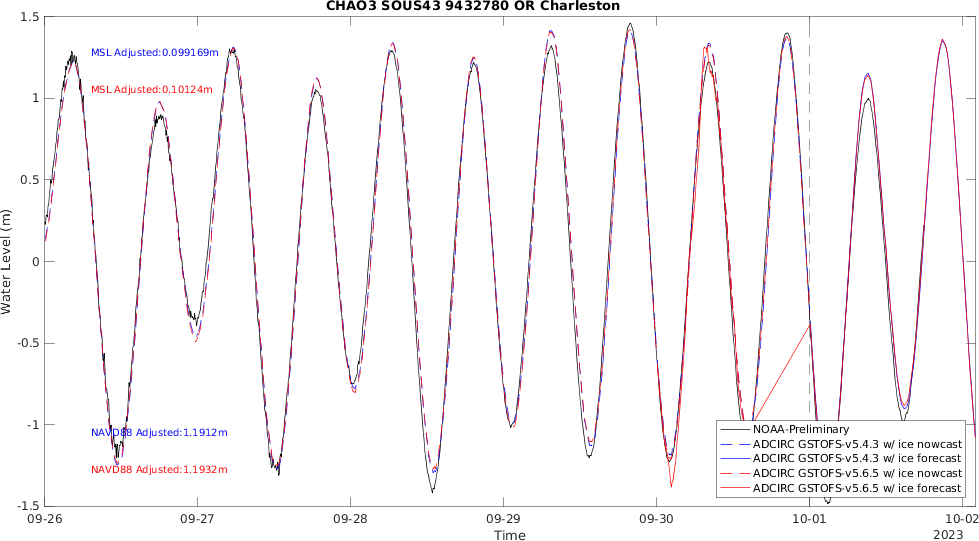 CHAO3 SOUS43 9432780 OR Charleston
1.5
1
0.5
0
-0.5
-1
-1.5
Water Level (m)
MSL Adjusted:0.099169m
MSL Adjusted:0.10124m
NAVD88 Adjusted:1.1912m
NAVD88 Adjusted:1.1932m
NOAA-Preliminary
ADCIRC GSTOFS-v5.4.3 w/ ice nowcast
ADCIRC GSTOFS-v5.4.3 w/ ice forecast
ADCIRC GSTOFS-v5.6.5 w/ ice nowcast
ADCIRC GSTOFS-v5.6.5 w/ ice forecast
09-26 09-27 09-28 09-29 09-30 10-01 10-02
Time
2023